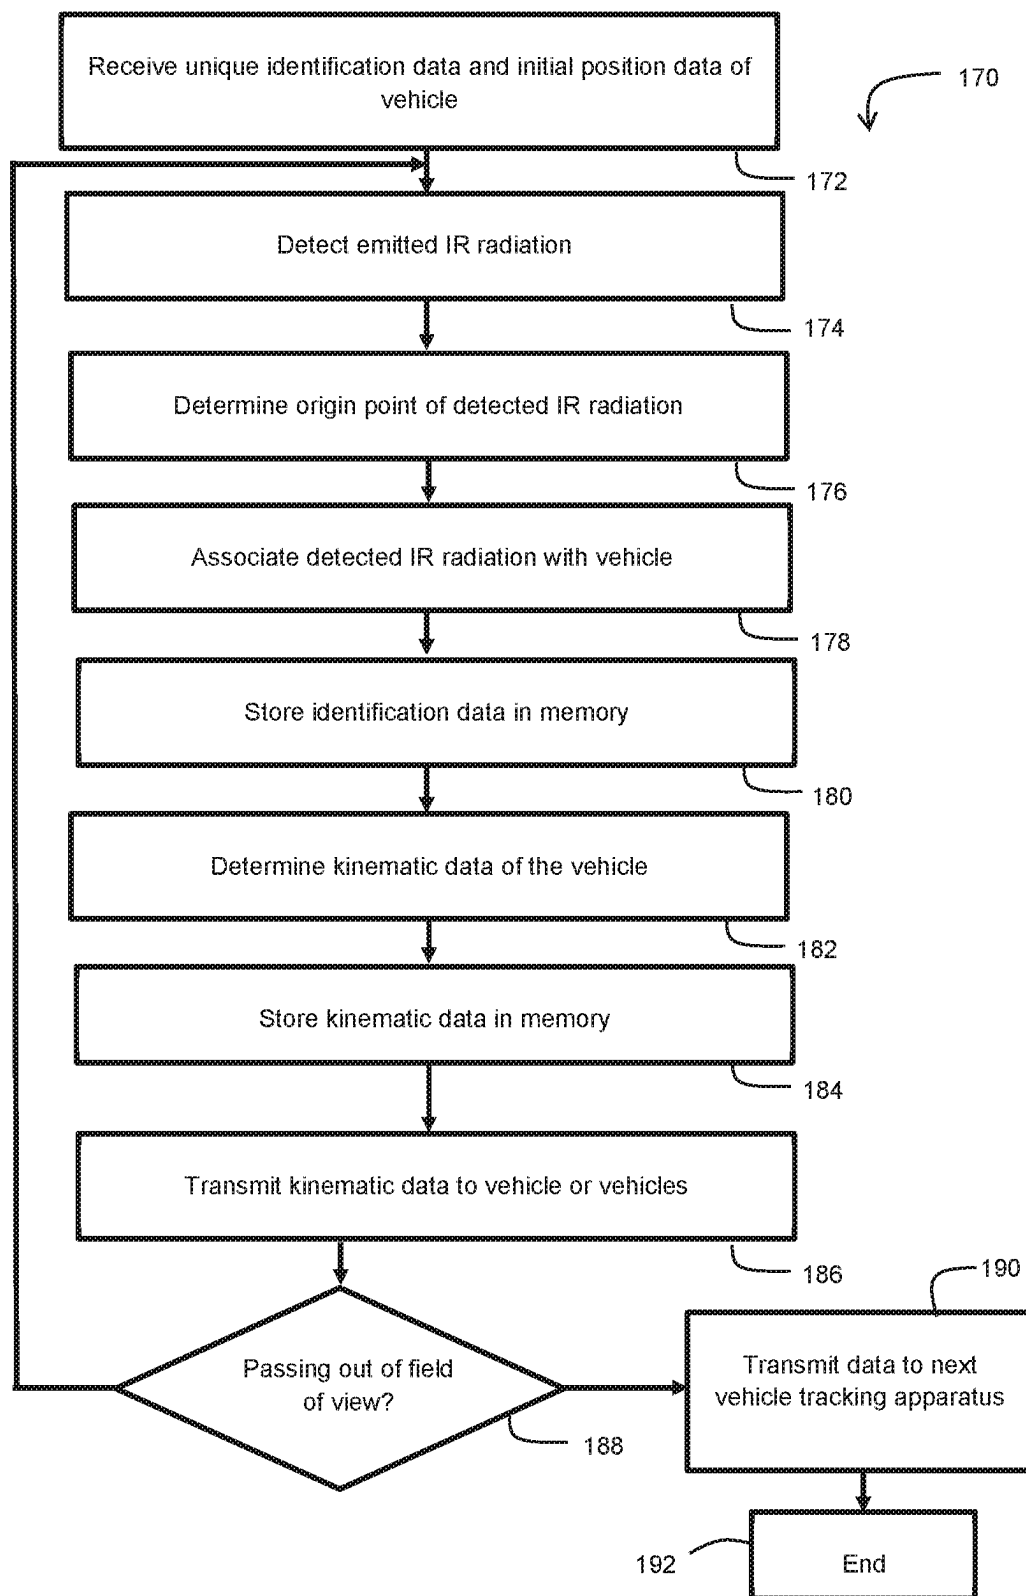 Receive unique identification data and initial position data of
vehicle
170
172
Detect emitted IR radiation
174
Determine origin point of detected IR radiation
176
Associate detected IR radiation with vehicle
178
Store identification data in memory
180
Determine kinematic data of the vehicle
182
Store kinematic data in memory
184
Transmit kinematic data to vehicle or vehicles
186
190
Passing out of field
of view?
188
Transmit data to next
vehicle tracking apparatus
192
End